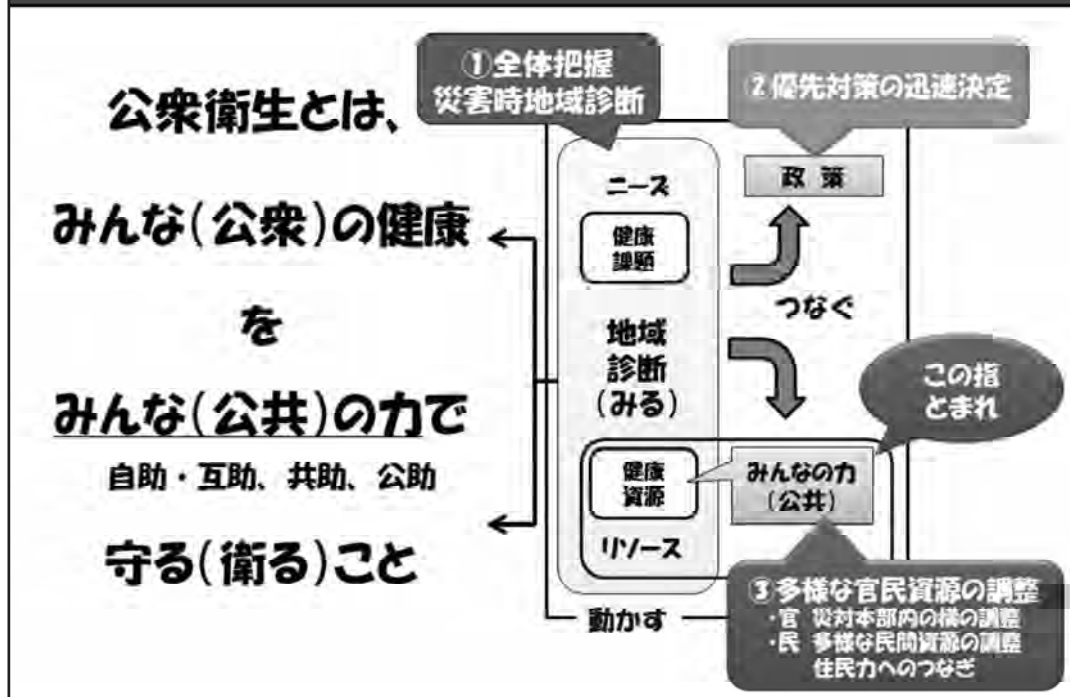 公衆衛生とは、
みんな(公衆)の健康
を
みんな(公共)の力で
自助・互助、共助、公助
守る(衛る)こと
①全体把握
災害時地域診断
②優先対策の迅速決定
ニーズ
健康
課題
地域
診断
(みる)
健康
資源
リソース
政 策
つなぐ
この指
とまれ
みんなの力
(公共)
動かす
③多様な官民資源の調整
・官 災対本部内の横の調整
・民 多様な民間資源の調整
住民力へのつなぎ